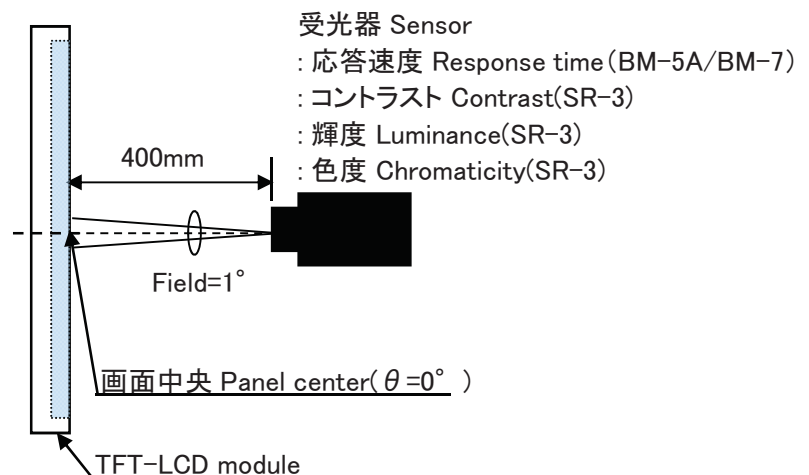 受光器 Sensor
: 応答速度 Response time(BM-5A/BM-7)
: コントラスト Contrast(SR-3)
: 輝度 Luminance(SR-3)
: 色度 Chromaticity(SR-3)
400mm
Field=1°
画面中央 Panel center(θ=0° )
TFT-LCD module